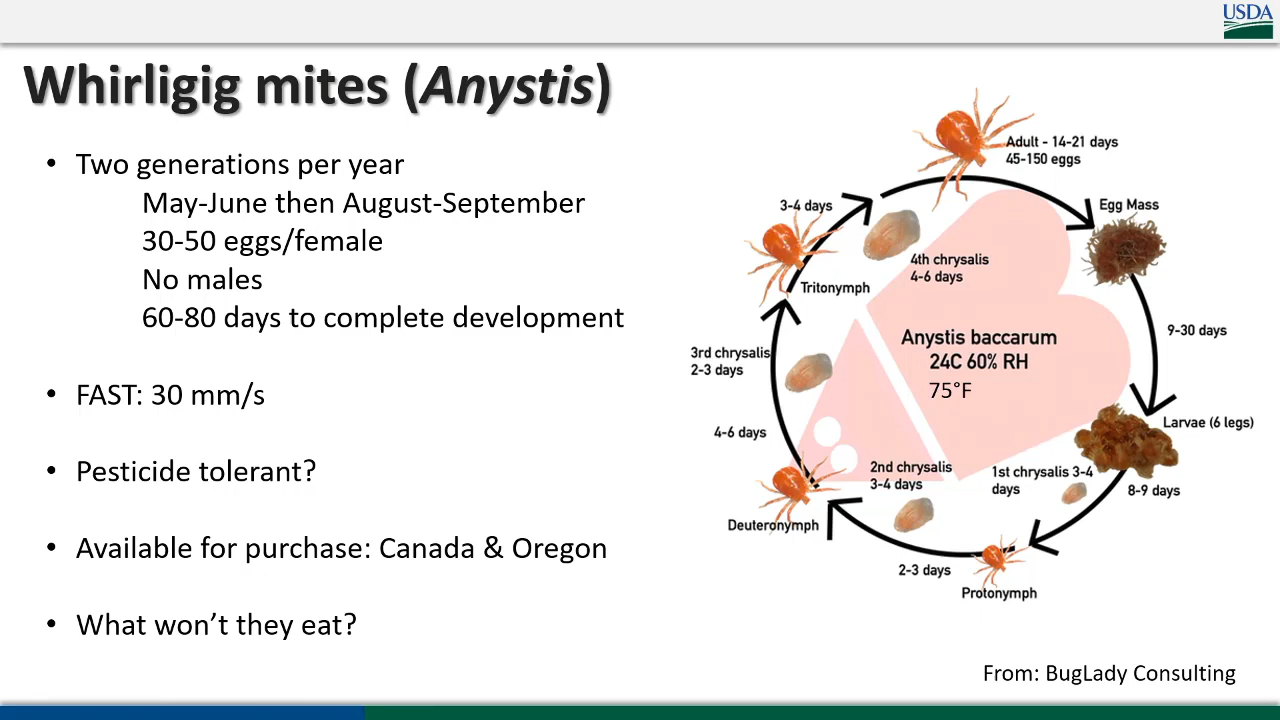 USDA
Whirligig mites (Anystis)
• Two generations per year
May-June then August-September
30-50 eggs/female
No males
60-80 days to complete development
• FAST: 30 mm/s
• Pesticide tolerant?
• Available for purchase: Canada & Oregon
• What won’t they eat?
Adult - 14-21 days
45-150 eggs
Egg Mass
9-30 days
Larvae (6 legs)
8-9 days
1st chrysalis 3-4
days
Protonymph
2-3 days
2nd chrysalis
3-4 days
Deuteronymph
4-6 days
3rd chrysalis
2-3 days
Tritonymph
3-4 days
4th chrysalis
4-6 days
Anystis baccarum
24C 60% RH
75°F
From: BugLady Consulting